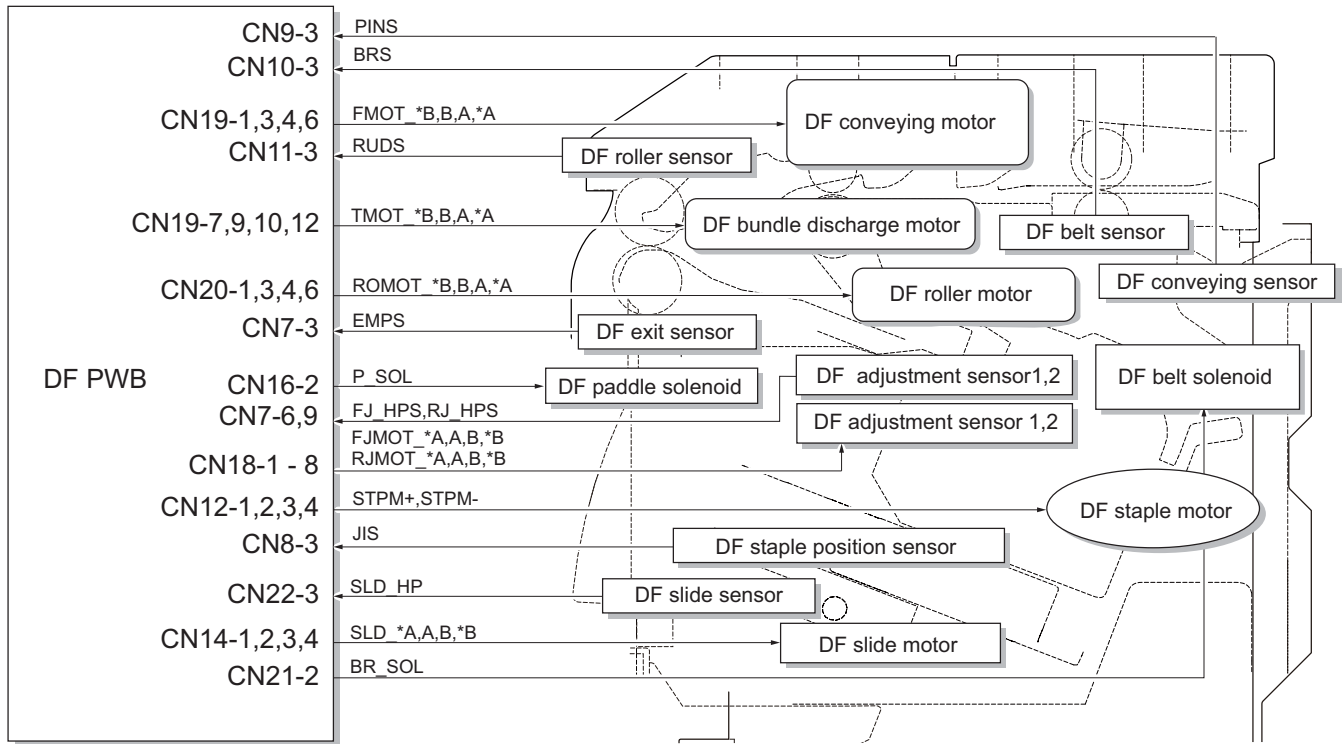 CN9-3 PINS
CN10-3 BRS
CN19-1,3,4,6 FMOT_*B,B,A,*A DF conveying motor
CN11-3 RUDS DF roller sensor
CN19-7,9,10,12 TMOT_*B,B,A,*A DF bundle discharge motor DF belt sensor
DF conveying sensor
CN20-1,3,4,6 ROMOT_*B,B,A,*A DF roller motor
CN7-3 EMPS DF exit sensor
DF PWB
CN16-2 P_SOL DF paddle solenoid DF adjustment sensor1,2 DF belt solenoid
CN7-6,9 FJ_HPS,RJ_HPS DF adjustment sensor 1,2
FJMOT_*A,A,B,*B
CN18-1 - 8 RJMOT_*A,A,B,*B
CN12-1,2,3,4 STPM+,STPM- DF staple motor
CN8-3 JIS DF staple position sensor
CN22-3 SLD_HP DF slide sensor
CN14-1,2,3,4 SLD_*A,A,B,*B DF slide motor
CN21-2 BR_SOL